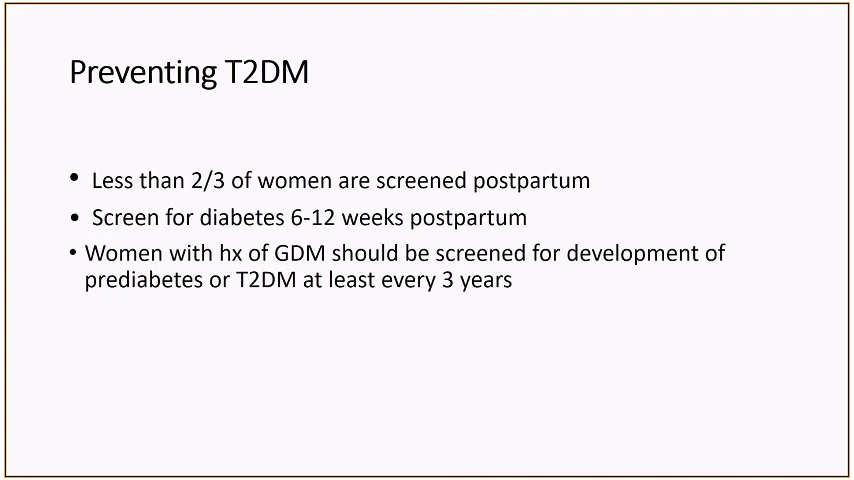 Preventing T2DM
• Less than 2/3 of women are screened postpartum
• Screen for diabetes 6-12 weeks postpartum
• Women with hx of GDM should be screened for development of
prediabetes or T2DM at least every 3 years